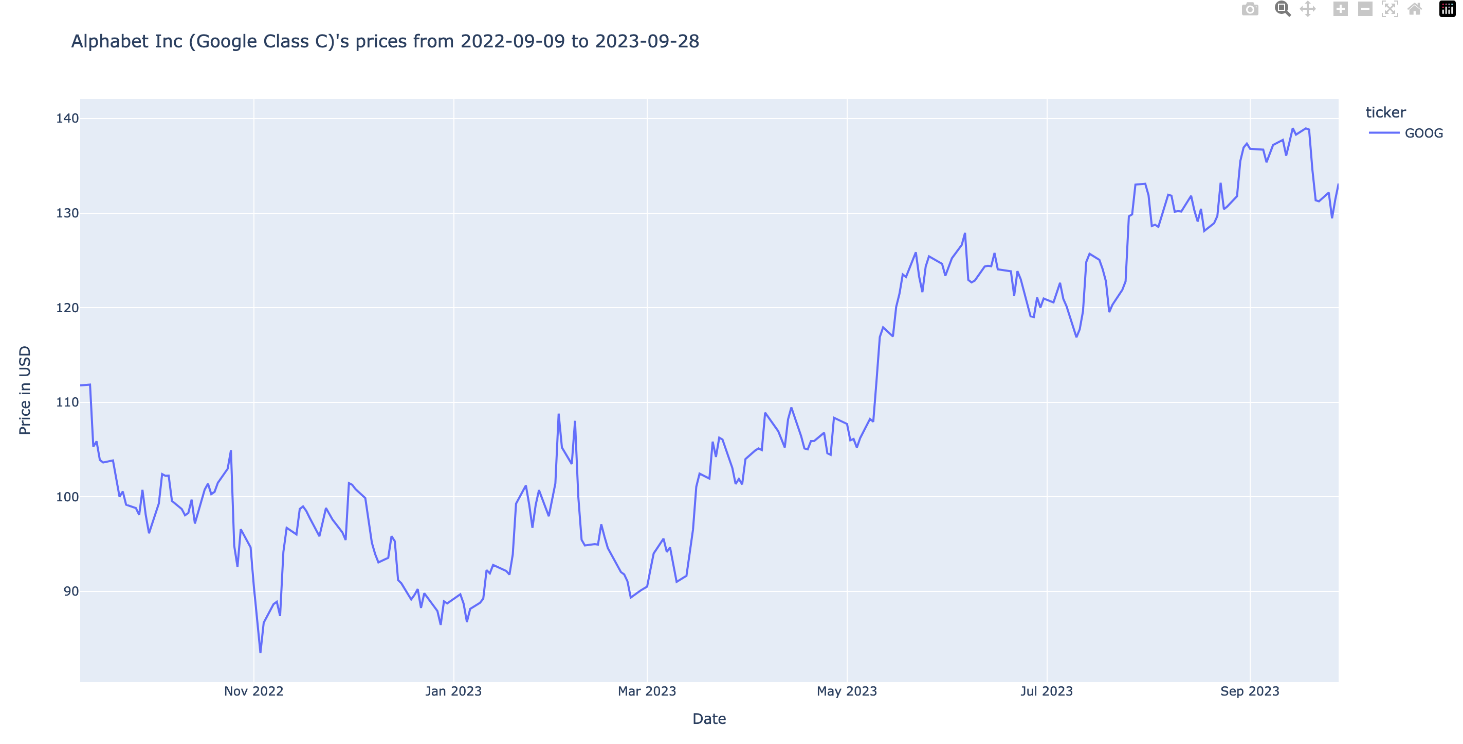 Alphabet Inc (Google Class C)'s prices from 2022-09-09 to 2023-09-28
ticker
GOOG
140
130
120
110
100
90
Price in USD
Nov 2022
Jan 2023
Mar 2023
May 2023
Jul 2023
Sep 2023
Date